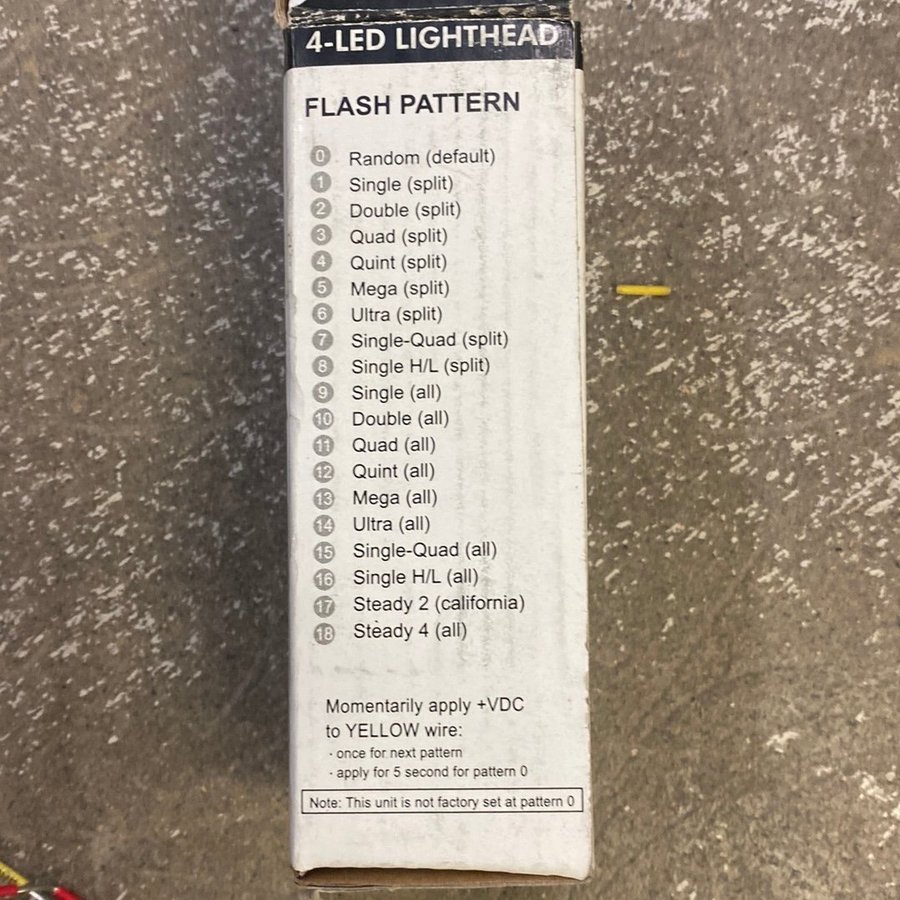 4-LED LIGHTHEAD
FLASH PATTERN
0 Random (default)
1 Single (split)
2 Double (split)
3 Quad (split)
4 Quint (split)
5 Mega (split)
6 Ultra (split)
7 Single-Quad (split)
8 Single H/L (split)
9 Single (all)
10 Double (all)
11 Quad (all)
12 Quint (all)
13 Mega (all)
14 Ultra (all)
15 Single-Quad (all)
16 Single H/L (all)
17 Steady 2 (california)
18 Steady 4 (all)
Momentarily apply +VDC
to YELLOW wire:
· once for next pattern
· apply for 5 second for pattern 0
Note: This unit is not factory set at pattern 0